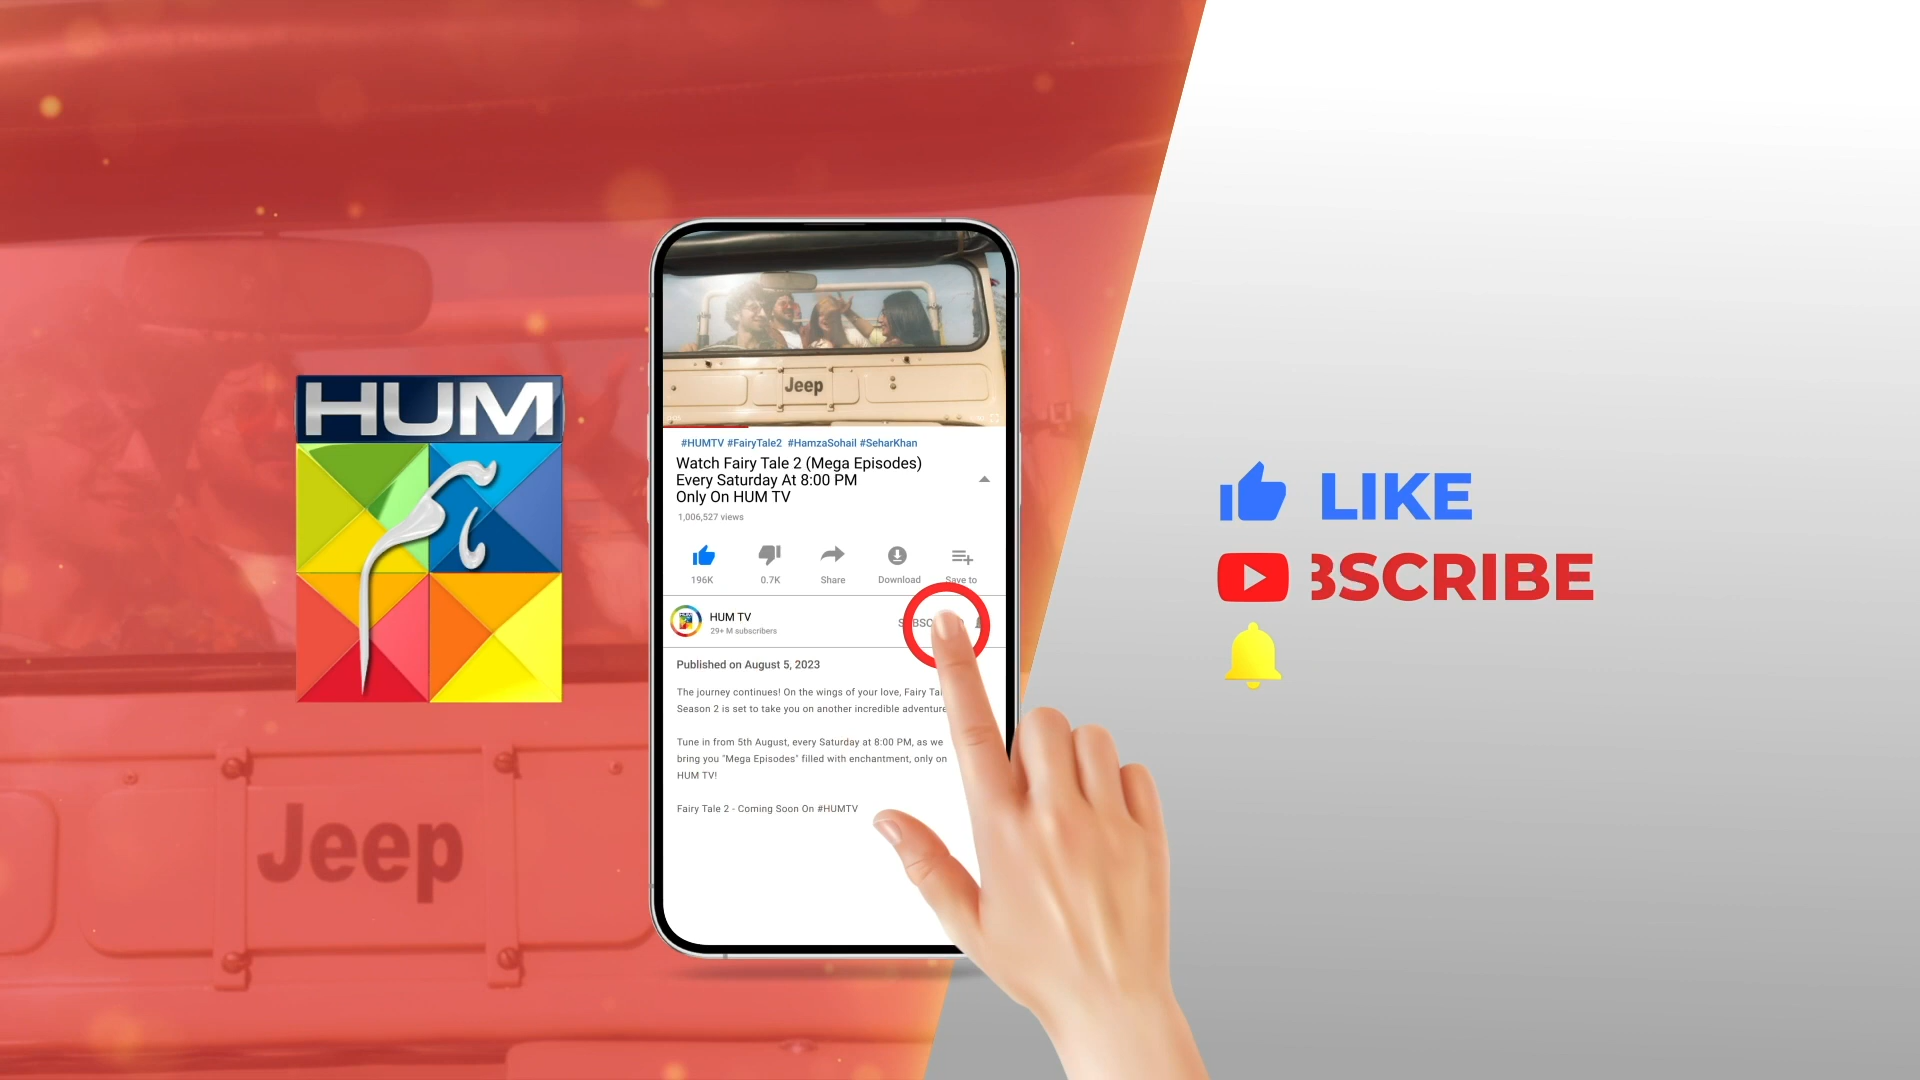 HUM
Jeep
Jeep
#HUMTV #FairyTale2 #HamzaSohail #SeharKhan
Watch Fairy Tale 2 (Mega Episodes)
Every Saturday At 8:00 PM
Only On HUM TV
1,006,527 views
196K
0.7K
Share
Download
Save to
HUM TV
29+ M subscribers
Published on August 5, 2023
The journey continues! On the wings of your love, Fairy
Season 2 is set to take you on another incredible adventure
Tune in from 5th August, every Saturday at 8:00 PM, as we
bring you "Mega Episodes" filled with enchantment, only on
HUM TV!
Fairy Tale 2 - Coming Soon On #HUMTV
LIKE
BSCRIBE